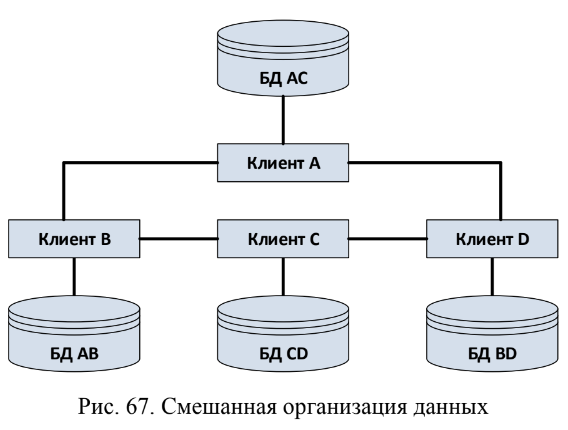 БД AC
Клиент A
Клиент B
Клиент C
Клиент D
БД AB
БД CD
БД BD
Рис. 67. Смешанная организация данных